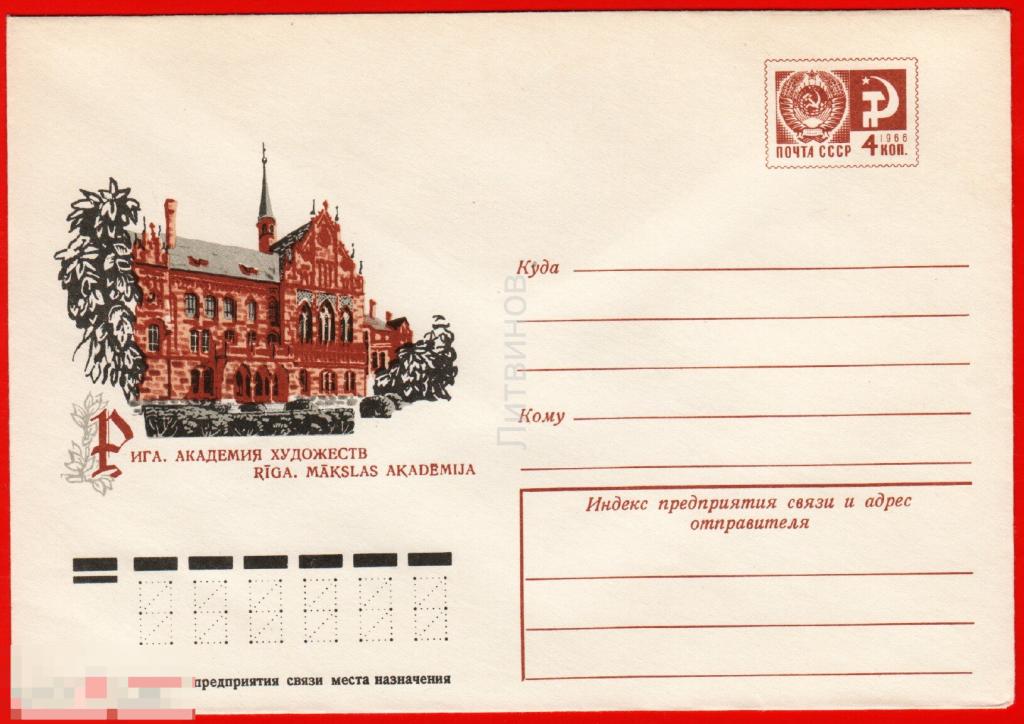 1966
ПОЧТА СССР 4 КОП.
Куда
Литвинов
Кому
РИГА. АКАДЕМИЯ ХУДОЖЕСТВ
RĪGA. MĀKSLAS AKADĒMIJA
Индекс предприятия связи и адрес
отправителя
предприятия связи места назначения